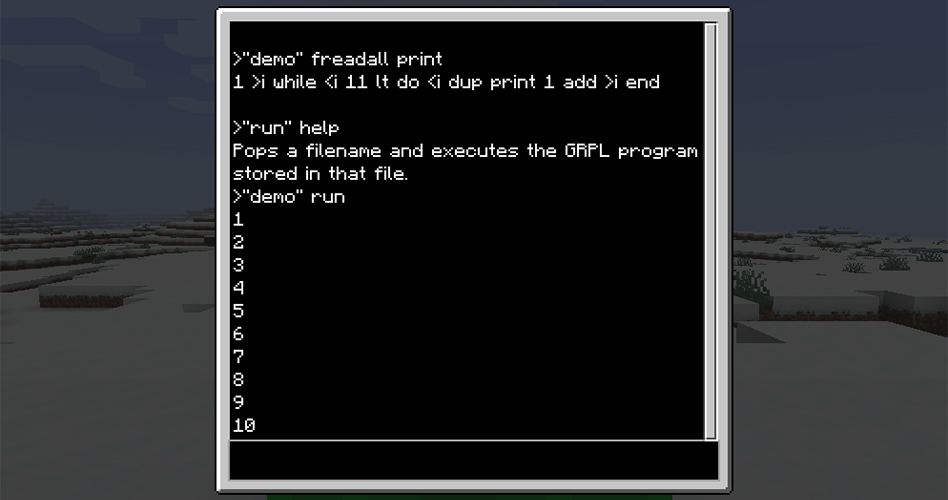 >"demo" freadall print
1 >i while <i 11 lt do <i dup print 1 add >i end
>"run" help
Pops a filename and executes the GRPL program
stored in that file.
>"demo" run
1
2
3
4
5
6
7
8
9
10